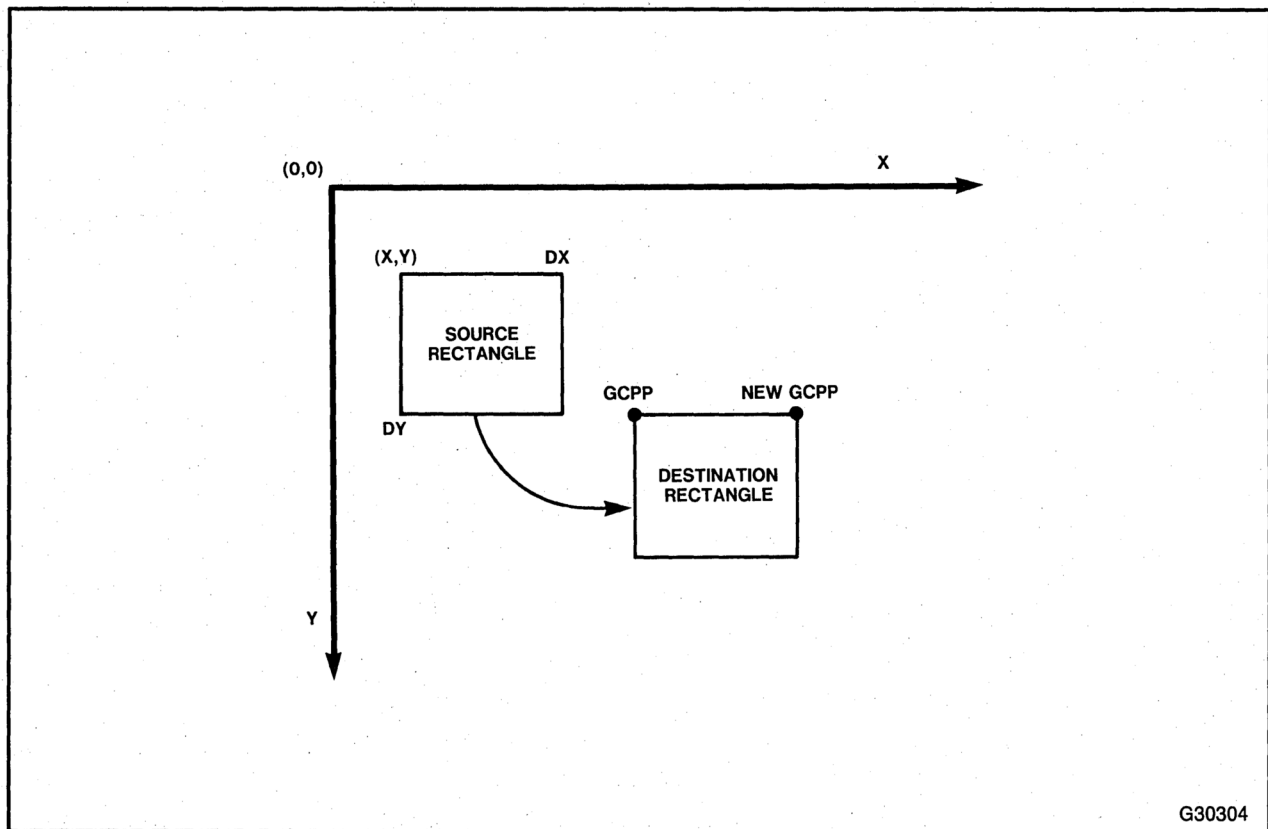 (0,0)
X
(X,Y)
DX
SOURCE
RECTANGLE
DY
GCPP
NEW GCPP
DESTINATION
RECTANGLE
Y
G30304